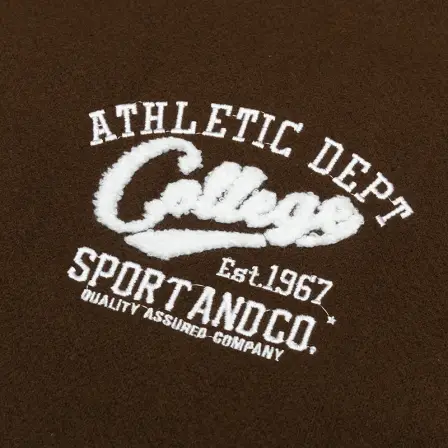 ATHLETIC DEPT
College
Est.1967
SPORT AND CO.
QUALITY ASSURED COMPANY